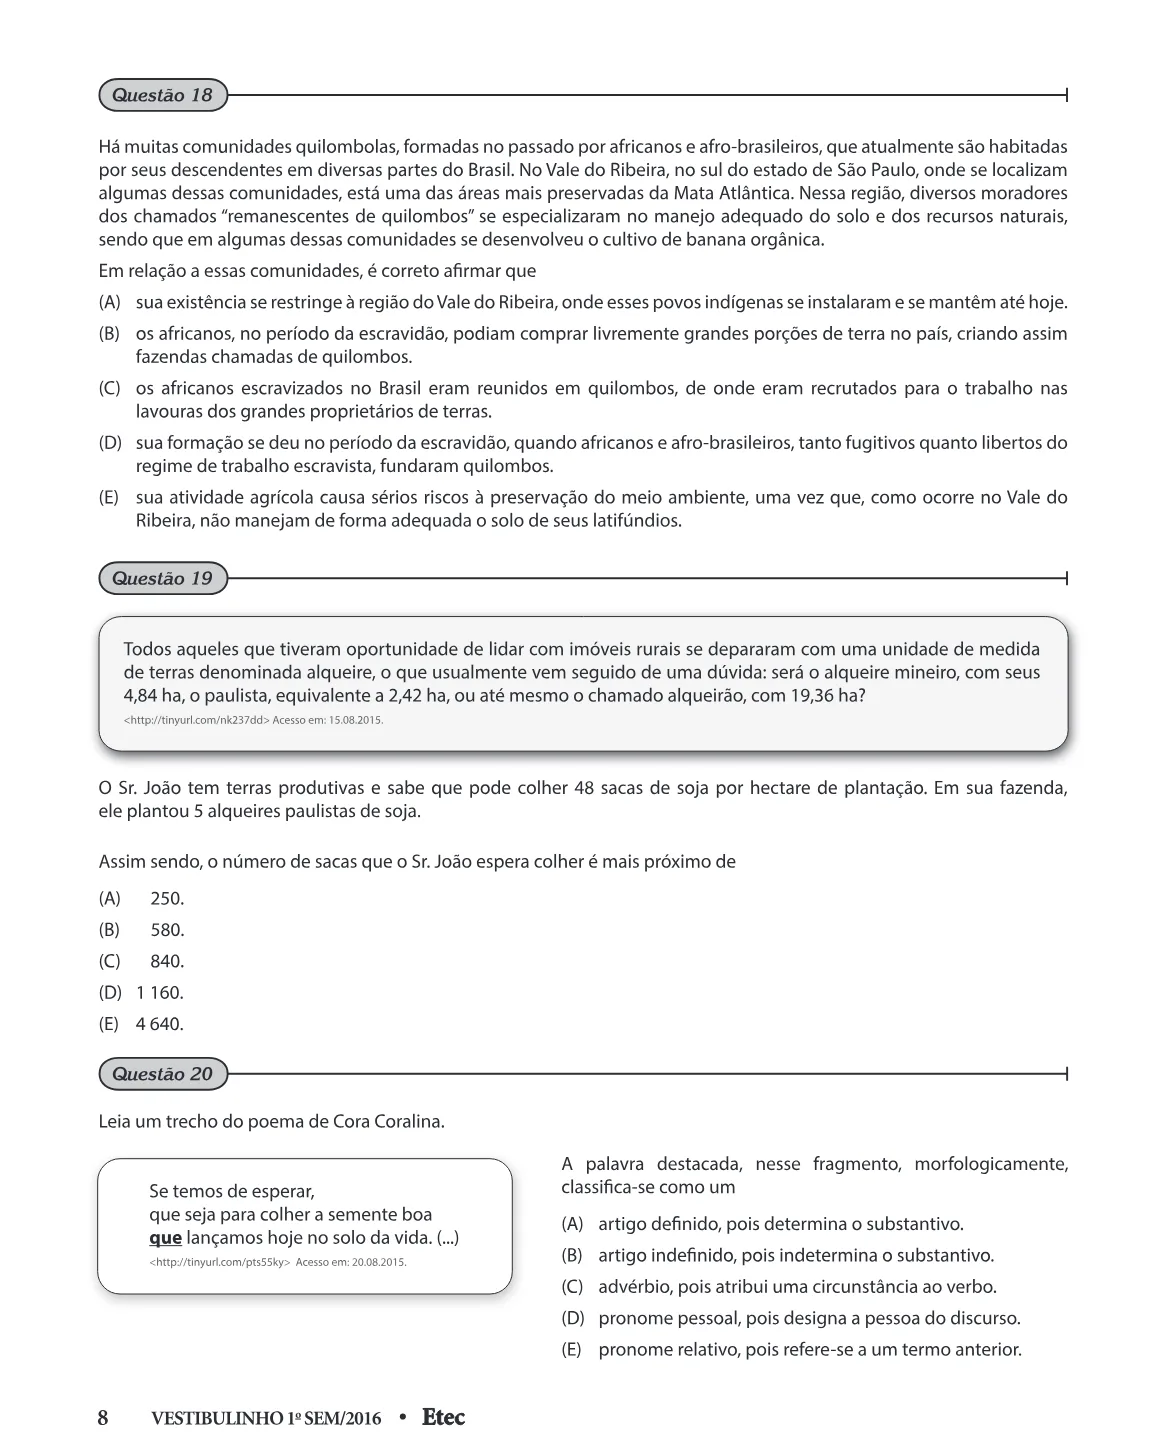 Questão 18
Há muitas comunidades quilombolas, formadas no passado por africanos e afro-brasileiros, que atualmente são habitadas
por seus descendentes em diversas partes do Brasil. No Vale do Ribeira, no sul do estado de São Paulo, onde se localizam
algumas dessas comunidades, está uma das áreas mais preservadas da Mata Atlântica. Nessa região, diversos moradores
dos chamados “remanescentes de quilombos” se especializaram no manejo adequado do solo e dos recursos naturais,
sendo que em algumas dessas comunidades se desenvolveu o cultivo de banana orgânica.
Em relação a essas comunidades, é correto afirmar que
(A) sua existência se restringe à região do Vale do Ribeira, onde esses povos indígenas se instalaram e se mantêm até hoje.
(B) os africanos, no período da escravidão, podiam comprar livremente grandes porções de terra no país, criando assim
fazendas chamadas de quilombos.
(C) os africanos escravizados no Brasil eram reunidos em quilombos, de onde eram recrutados para o trabalho nas
lavouras dos grandes proprietários de terras.
(D) sua formação se deu no período da escravidão, quando africanos e afro-brasileiros, tanto fugitivos quanto libertos do
regime de trabalho escravista, fundaram quilombos.
(E) sua atividade agrícola causa sérios riscos à preservação do meio ambiente, uma vez que, como ocorre no Vale do
Ribeira, não manejam de forma adequada o solo de seus latifúndios.
Questão 19
Todos aqueles que tiveram oportunidade de lidar com imóveis rurais se depararam com uma unidade de medida
de terras denominada alqueire, o que usualmente vem seguido de uma dúvida: será o alqueire mineiro, com seus
4,84 ha, o paulista, equivalente a 2,42 ha, ou até mesmo o chamado alqueirão, com 19,36 ha?
<http://tinyurl.com/nk237dd> Acesso em: 15.08.2015.
O Sr. João tem terras produtivas e sabe que pode colher 48 sacas de soja por hectare de plantação. Em sua fazenda,
ele plantou 5 alqueires paulistas de soja.
Assim sendo, o número de sacas que o Sr. João espera colher é mais próximo de
(A) 250.
(B) 580.
(C) 840.
(D) 1 160.
(E) 4 640.
Questão 20
Leia um trecho do poema de Cora Coralina.
Se temos de esperar,
que seja para colher a semente boa
que lançamos hoje no solo da vida. (...)
<http://tinyurl.com/pts55ky> Acesso em: 20.08.2015.
A palavra destacada, nesse fragmento, morfologicamente,
classifica-se como um
(A) artigo definido, pois determina o substantivo.
(B) artigo indefinido, pois indetermina o substantivo.
(C) advérbio, pois atribui uma circunstância ao verbo.
(D) pronome pessoal, pois designa a pessoa do discurso.
(E) pronome relativo, pois refere-se a um termo anterior.
8 VESTIBULINHO 1º SEM/2016 • Etec